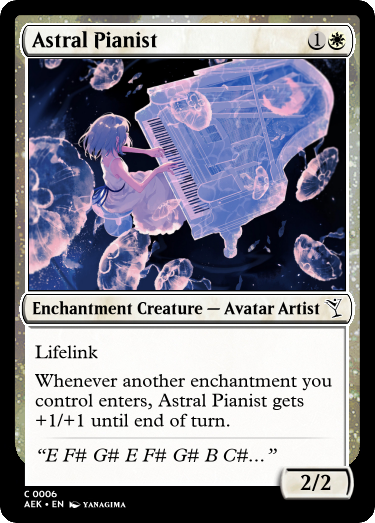 Astral Pianist 1
Enchantment Creature — Avatar Artist
Lifelink
Whenever another enchantment you
control enters, Astral Pianist gets
+1/+1 until end of turn.
“E F# G# E F# G# B C#...”
2/2
C 0006
AEK • EN YANAGIMA